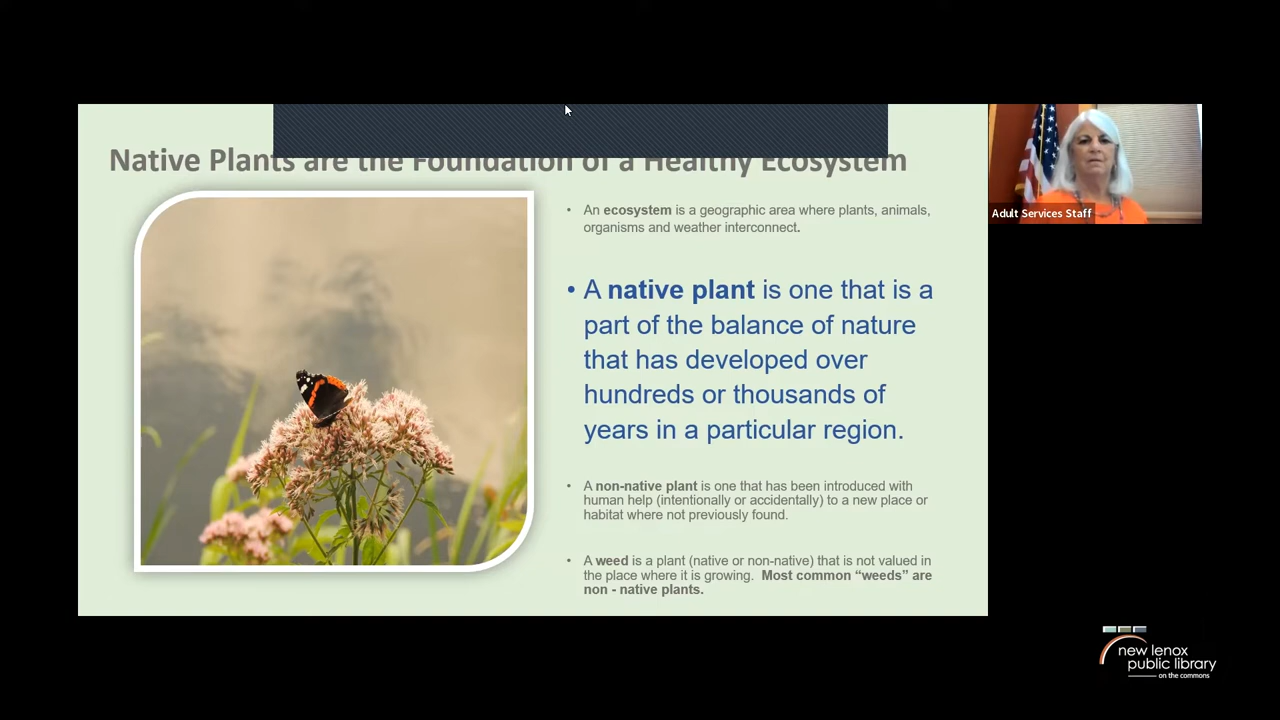 Native Plants are the Foundation of a Healthy Ecosystem
• An ecosystem is a geographic area where plants, animals,
organisms and weather interconnect.
• A native plant is one that is a
part of the balance of nature
that has developed over
hundreds or thousands of
years in a particular region.
• A non-native plant is one that has been introduced with
human help (intentionally or accidentally) to a new place or
habitat where not previously found.
• A weed is a plant (native or non-native) that is not valued in
the place where it is growing.  Most common “weeds” are
non - native plants.
Adult Services Staff
new lenox
public library
on the commons